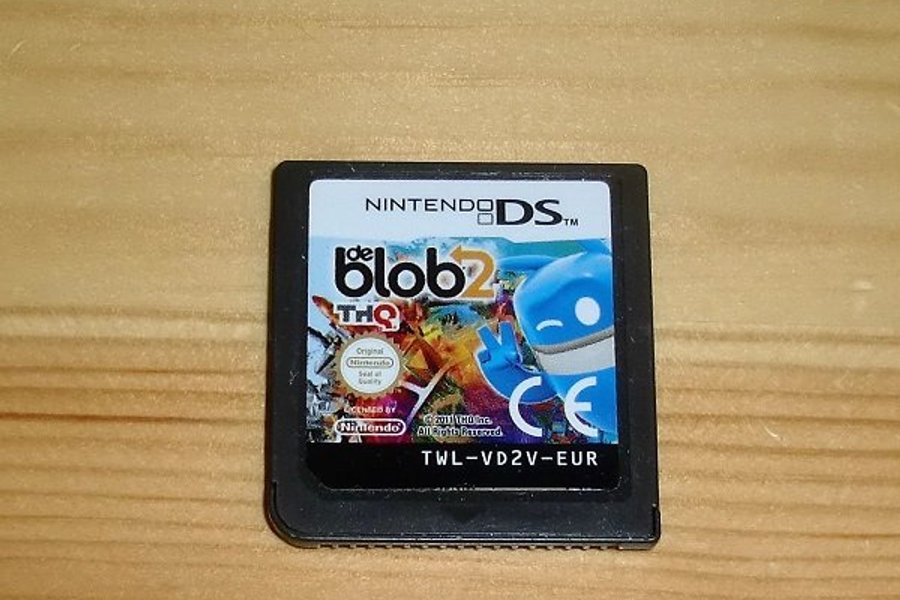 NINTENDO DS™
de
blob 2
THQ
Original
Nintendo
Seal of
Quality
LICENSED BY
Nintendo
© 2011 THQ Inc.
All Rights Reserved.
CE
TWL-VD2V-EUR